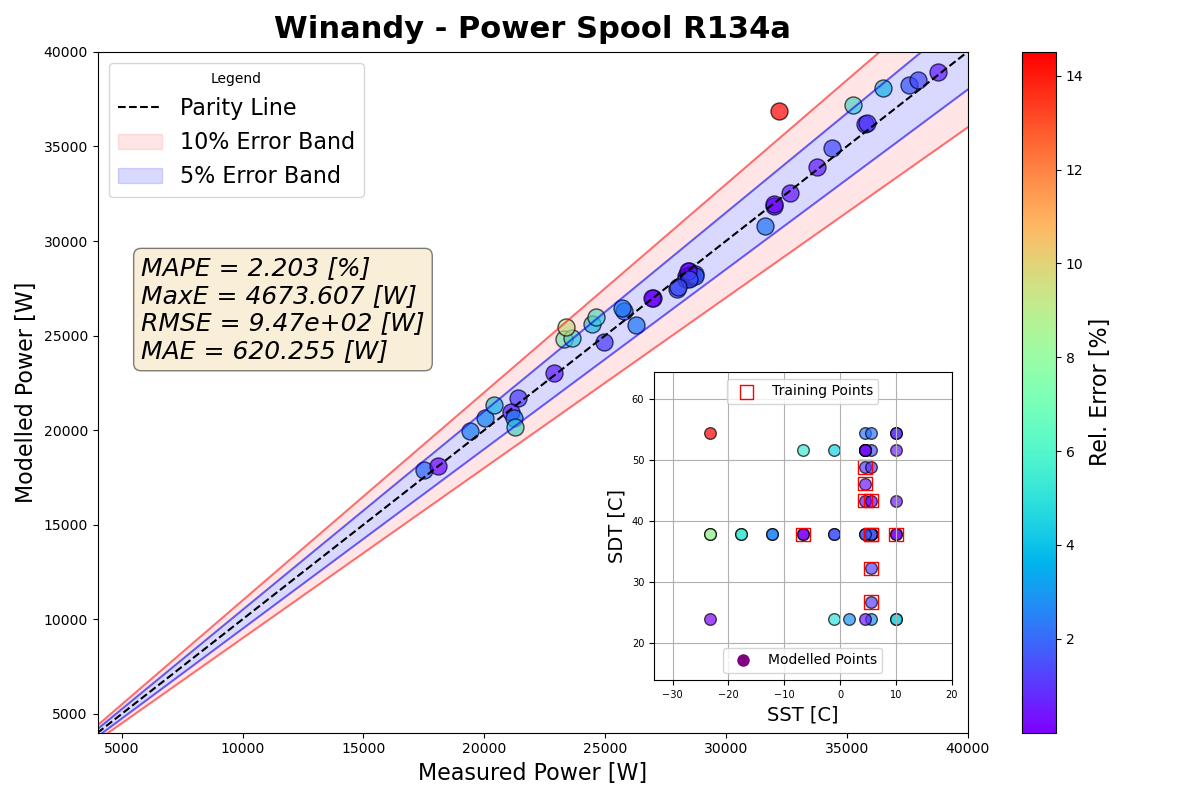 Winandy - Power Spool R134a
40000
35000
30000
25000
20000
15000
10000
5000
Modelled Power [W]
Legend
Parity Line
10% Error Band
5% Error Band
MAPE = 2.203 [%]
MaxE = 4673.607 [W]
RMSE = 9.47e+02 [W]
MAE = 620.255 [W]
Training Points
60
50
40
30
20
SDT [C]
Modelled Points
−30 −20 −10 0 10 20
SST [C]
5000 10000 15000 20000 25000 30000 35000 40000
Measured Power [W]
14
12
10
8
6
4
2
Rel. Error [%]